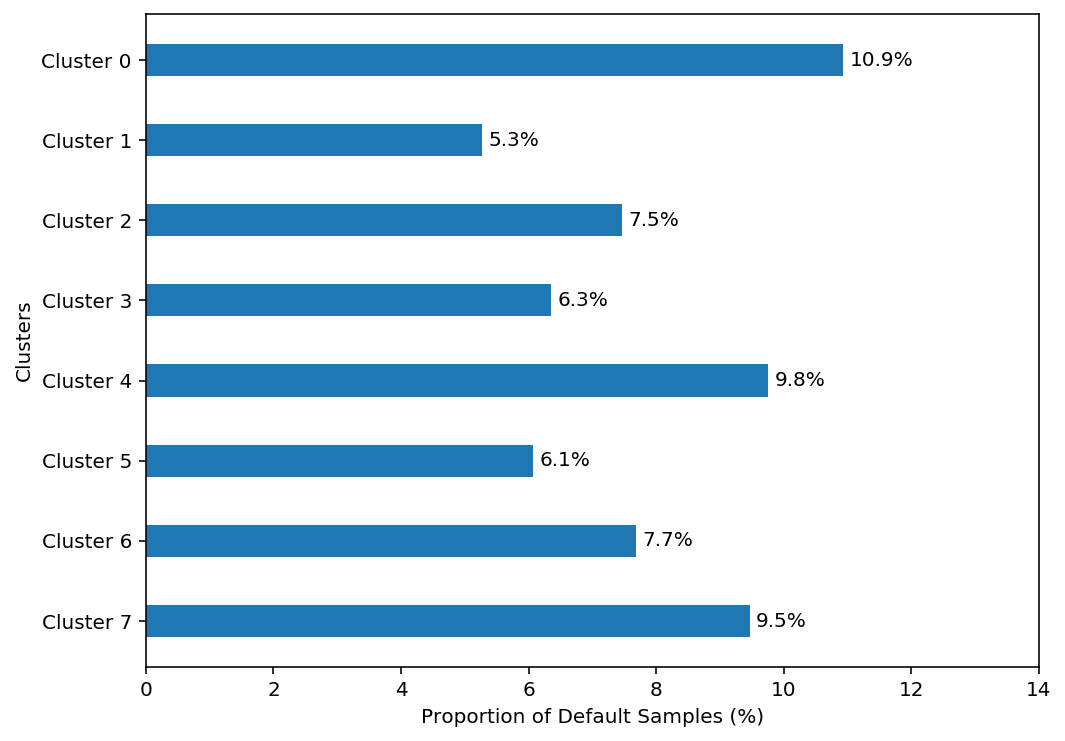 Cluster 0
10.9%
Cluster 1
5.3%
Cluster 2
7.5%
Cluster 3
6.3%
Clusters
Cluster 4
9.8%
Cluster 5
6.1%
Cluster 6
7.7%
Cluster 7
9.5%
0 2 4 6 8 10 12 14
Proportion of Default Samples (%)